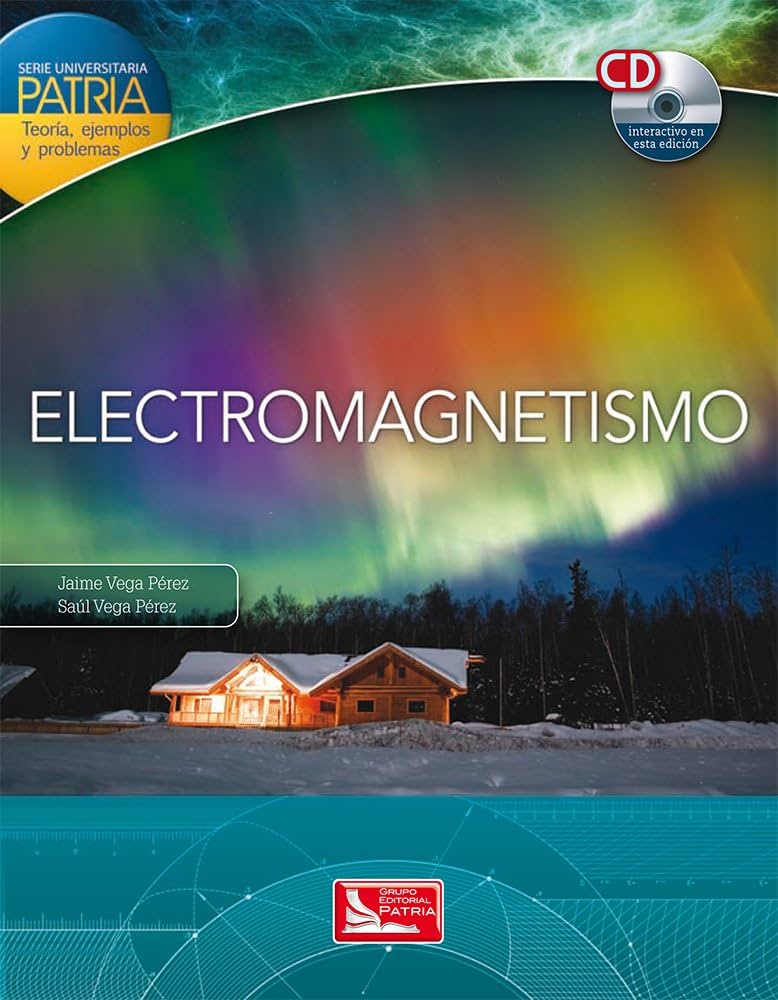 SERIE UNIVERSITARIA
PATRIA
Teoría, ejemplos
y problemas
CD
interactivo en
esta edición
ELECTROMAGNETISMO
Jaime Vega Pérez
Saúl Vega Pérez
GRUPO
EDITORIAL
PATRIA